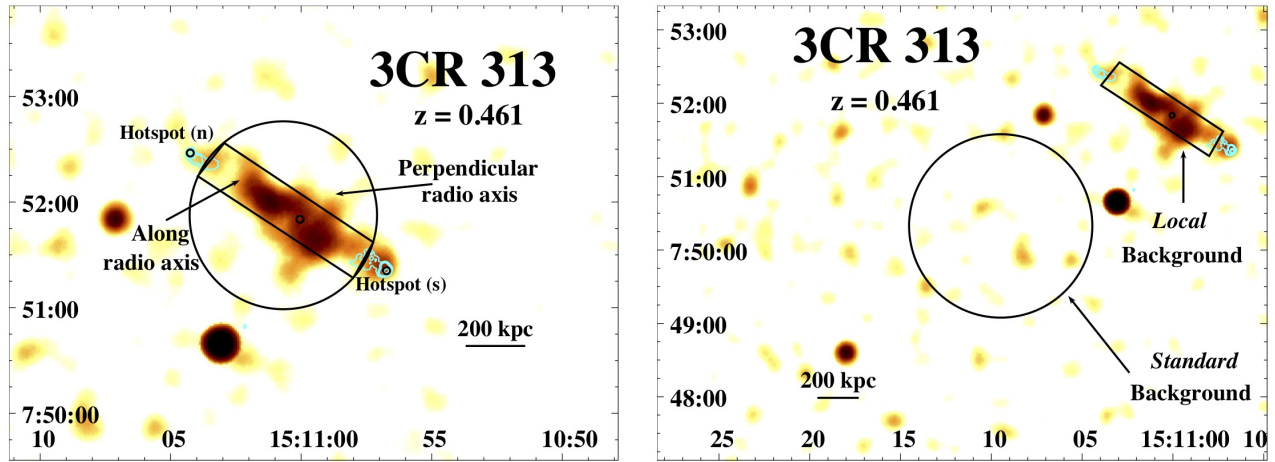 3CR 313
z = 0.461
53:00
Hotspot (n)
Perpendicular
radio axis
52:00
Along
radio axis
Hotspot (s)
51:00
200 kpc
7:50:00
10 05 15:11:00 55 10:50
53:00
3CR 313
z = 0.461
52:00
51:00
Local
Background
7:50:00
49:00
Standard
Background
200 kpc
48:00
25 20 15 10 05 15:11:00 10